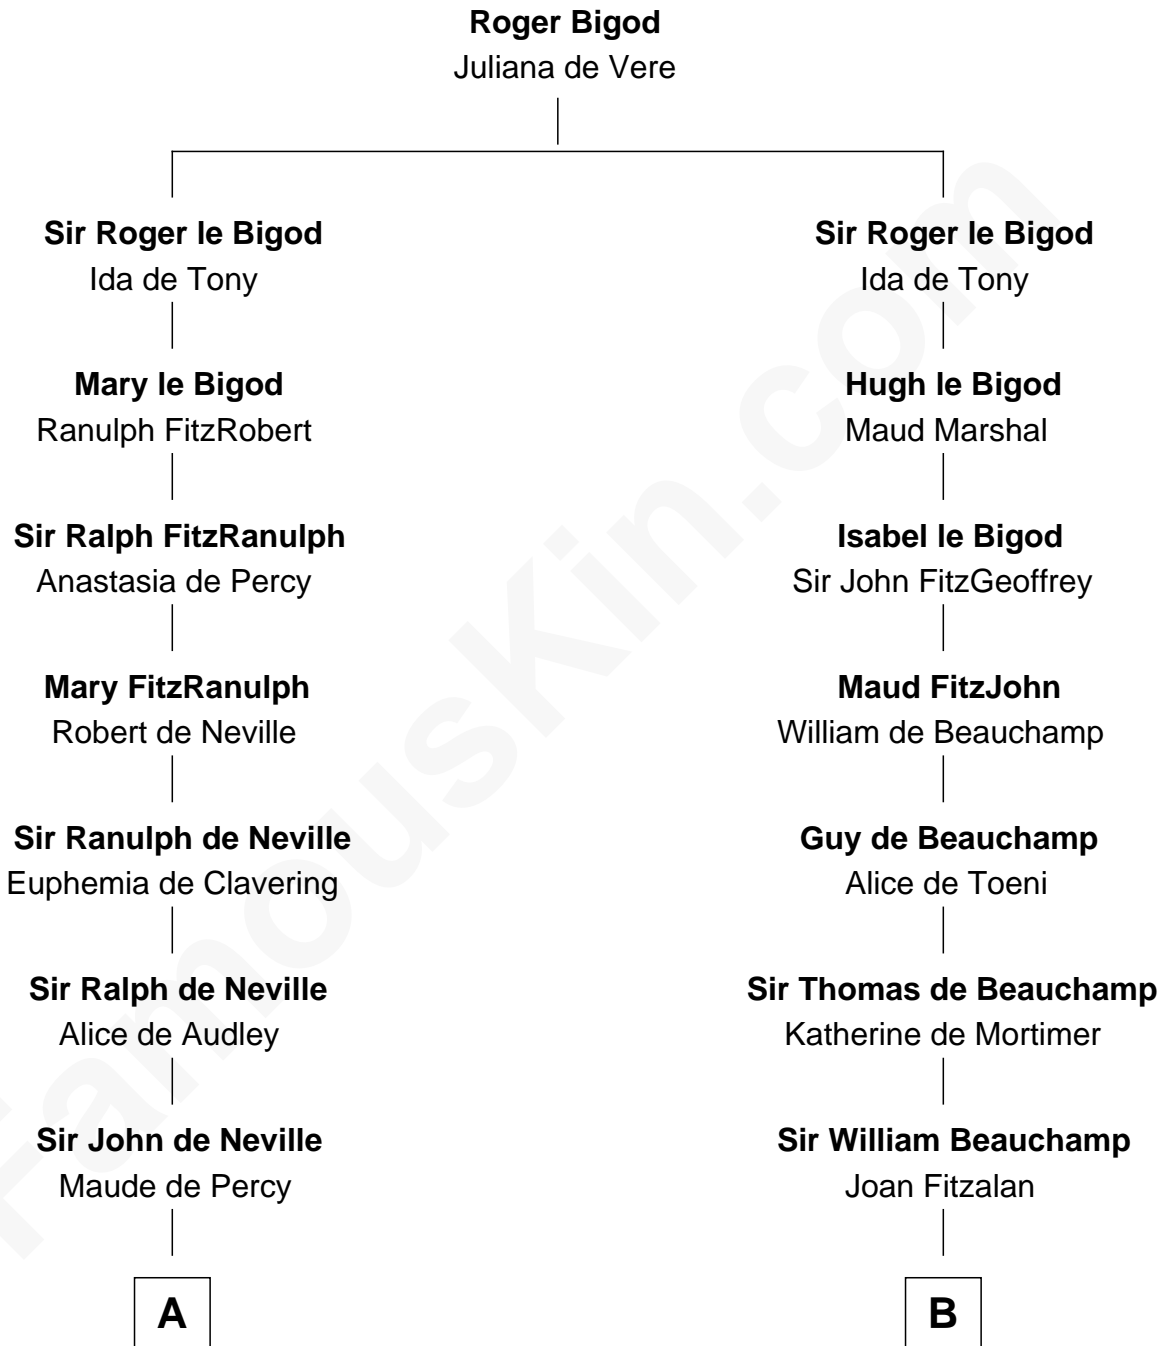 Roger Bigod
Juliana de Vere
Sir Roger le Bigod
Ida de Tony
Sir Roger le Bigod
Ida de Tony
Mary le Bigod
Ranulph FitzRobert
Hugh le Bigod
Maud Marshal
Sir Ralph FitzRanulph
Anastasia de Percy
Isabel le Bigod
Sir John FitzGeoffrey
Mary FitzRanulph
Robert de Neville
Maud FitzJohn
William de Beauchamp
Sir Ranulph de Neville
Euphemia de Clavering
Guy de Beauchamp
Alice de Toeni
Sir Ralph de Neville
Alice de Audley
Sir Thomas de Beauchamp
Katherine de Mortimer
Sir John de Neville
Maude de Percy
Sir William Beauchamp
Joan Fitzalan
A
B
FamousKin.com